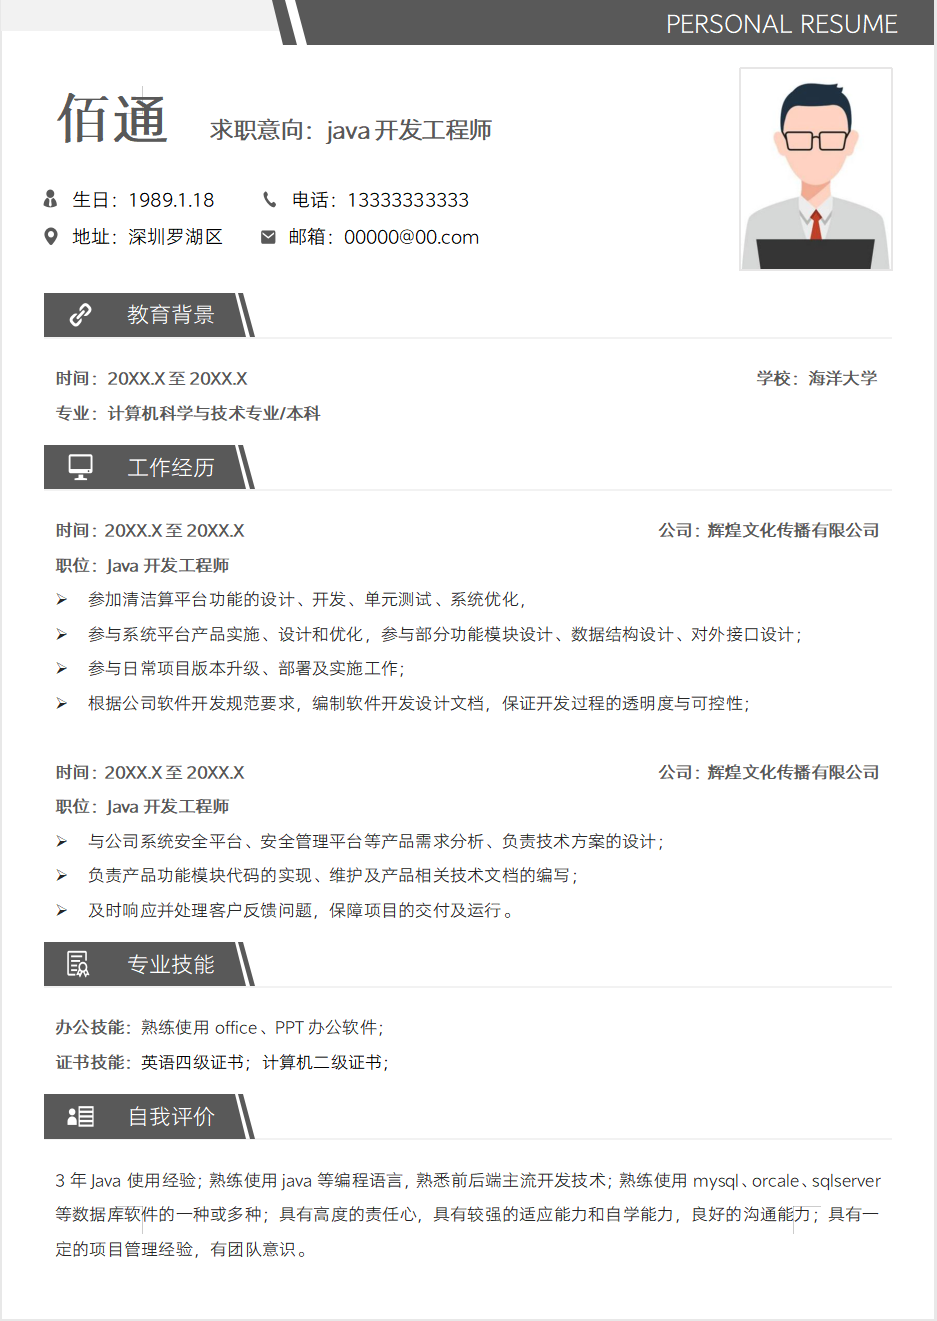 PERSONAL RESUME
佰通 求职意向：java 开发工程师
生日：1989.1.18 电话：13333333333
地址：深圳罗湖区 邮箱：00000@00.com
教育背景
时间：20XX.X 至 20XX.X 学校：海洋大学
专业：计算机科学与技术专业/本科
工作经历
时间：20XX.X 至 20XX.X 公司：辉煌文化传播有限公司
职位：Java 开发工程师
➢ 参加清洁算平台功能的设计、开发、单元测试、系统优化，
➢ 参与系统平台产品实施、设计和优化，参与部分功能模块设计、数据结构设计、对外接口设计；
➢ 参与日常项目版本升级、部署及实施工作；
➢ 根据公司软件开发规范要求，编制软件开发设计文档，保证开发过程的透明度与可控性；
时间：20XX.X 至 20XX.X 公司：辉煌文化传播有限公司
职位：Java 开发工程师
➢ 与公司系统安全平台、安全管理平台等产品需求分析、负责技术方案的设计；
➢ 负责产品功能模块代码的实现、维护及产品相关技术文档的编写；
➢ 及时响应并处理客户反馈问题，保障项目的交付及运行。
专业技能
办公技能：熟练使用 office、PPT 办公软件；
证书技能：英语四级证书；计算机二级证书；
自我评价
3 年 Java 使用经验；熟练使用 java 等编程语言，熟悉前后端主流开发技术；熟练使用 mysql、orcale、sqlserver
等数据库软件的一种或多种；具有高度的责任心，具有较强的适应能力和自学能力，良好的沟通能力；具有一
定的项目管理经验，有团队意识。